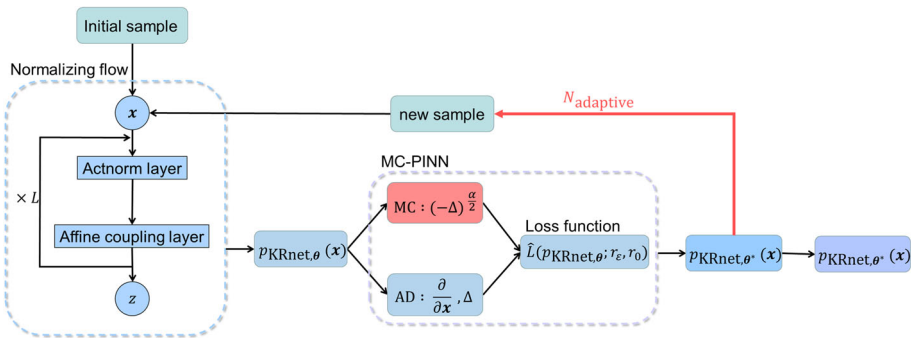 Initial sample
Normalizing flow
x
new sample
N_adaptive
Actnorm layer
× L
Affine coupling layer
z
p_KRnet,θ(x)
MC-PINN
MC : (−Δ)^(α/2)
AD : ∂/∂x , Δ
Loss function
L̂(p_KRnet,θ; r_ε, r_0)
p_KRnet,θ*(x)
p_KRnet,θ*(x)